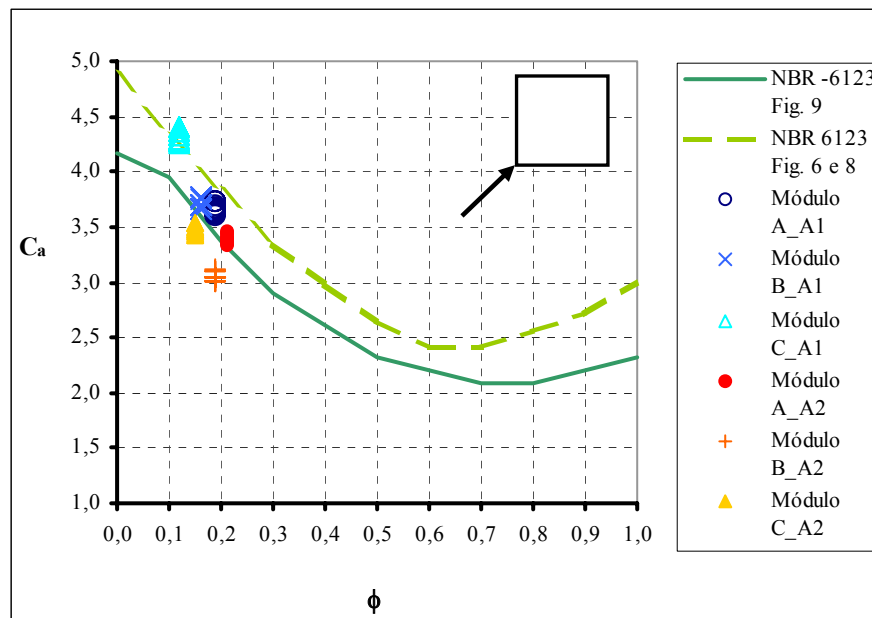 5,0
4,5
4,0
3,5
3,0
2,5
2,0
1,5
1,0
Ca
0,0 0,1 0,2 0,3 0,4 0,5 0,6 0,7 0,8 0,9 1,0
ϕ
NBR -6123
Fig. 9
NBR 6123
Fig. 6 e 8
Módulo
A_A1
Módulo
B_A1
Módulo
C_A1
Módulo
A_A2
Módulo
B_A2
Módulo
C_A2